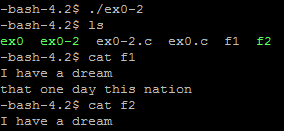 -bash-4.2$ ./ex0-2
-bash-4.2$ ls
ex0  ex0-2  ex0-2.c  ex0.c  f1  f2
-bash-4.2$ cat f1
I have a dream
that one day this nation
-bash-4.2$ cat f2
I have a dream